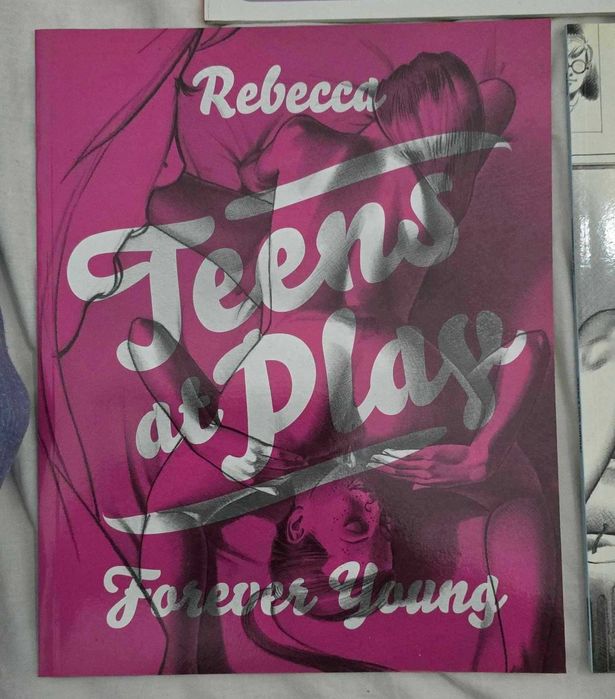 Rebecca
Teens
at Play
Forever Young